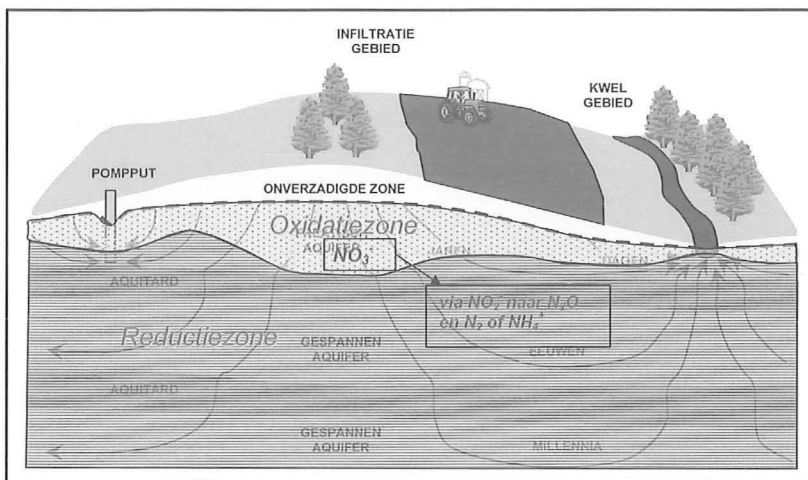 INFILTRATIE
GEBIED
KWEL
GEBIED
POMPPUT
ONVERZADIGDE ZONE
Oxidatiezone
AQUIFER
NO₃⁻
JAREN
DAGEN
AQUITARD
via NO₂⁻ naar N₂O
en N₂ of NH₄⁺
Reductiezone
GESPANNEN
AQUIFER
EEUWEN
AQUITARD
GESPANNEN
AQUIFER
MILLENNIA